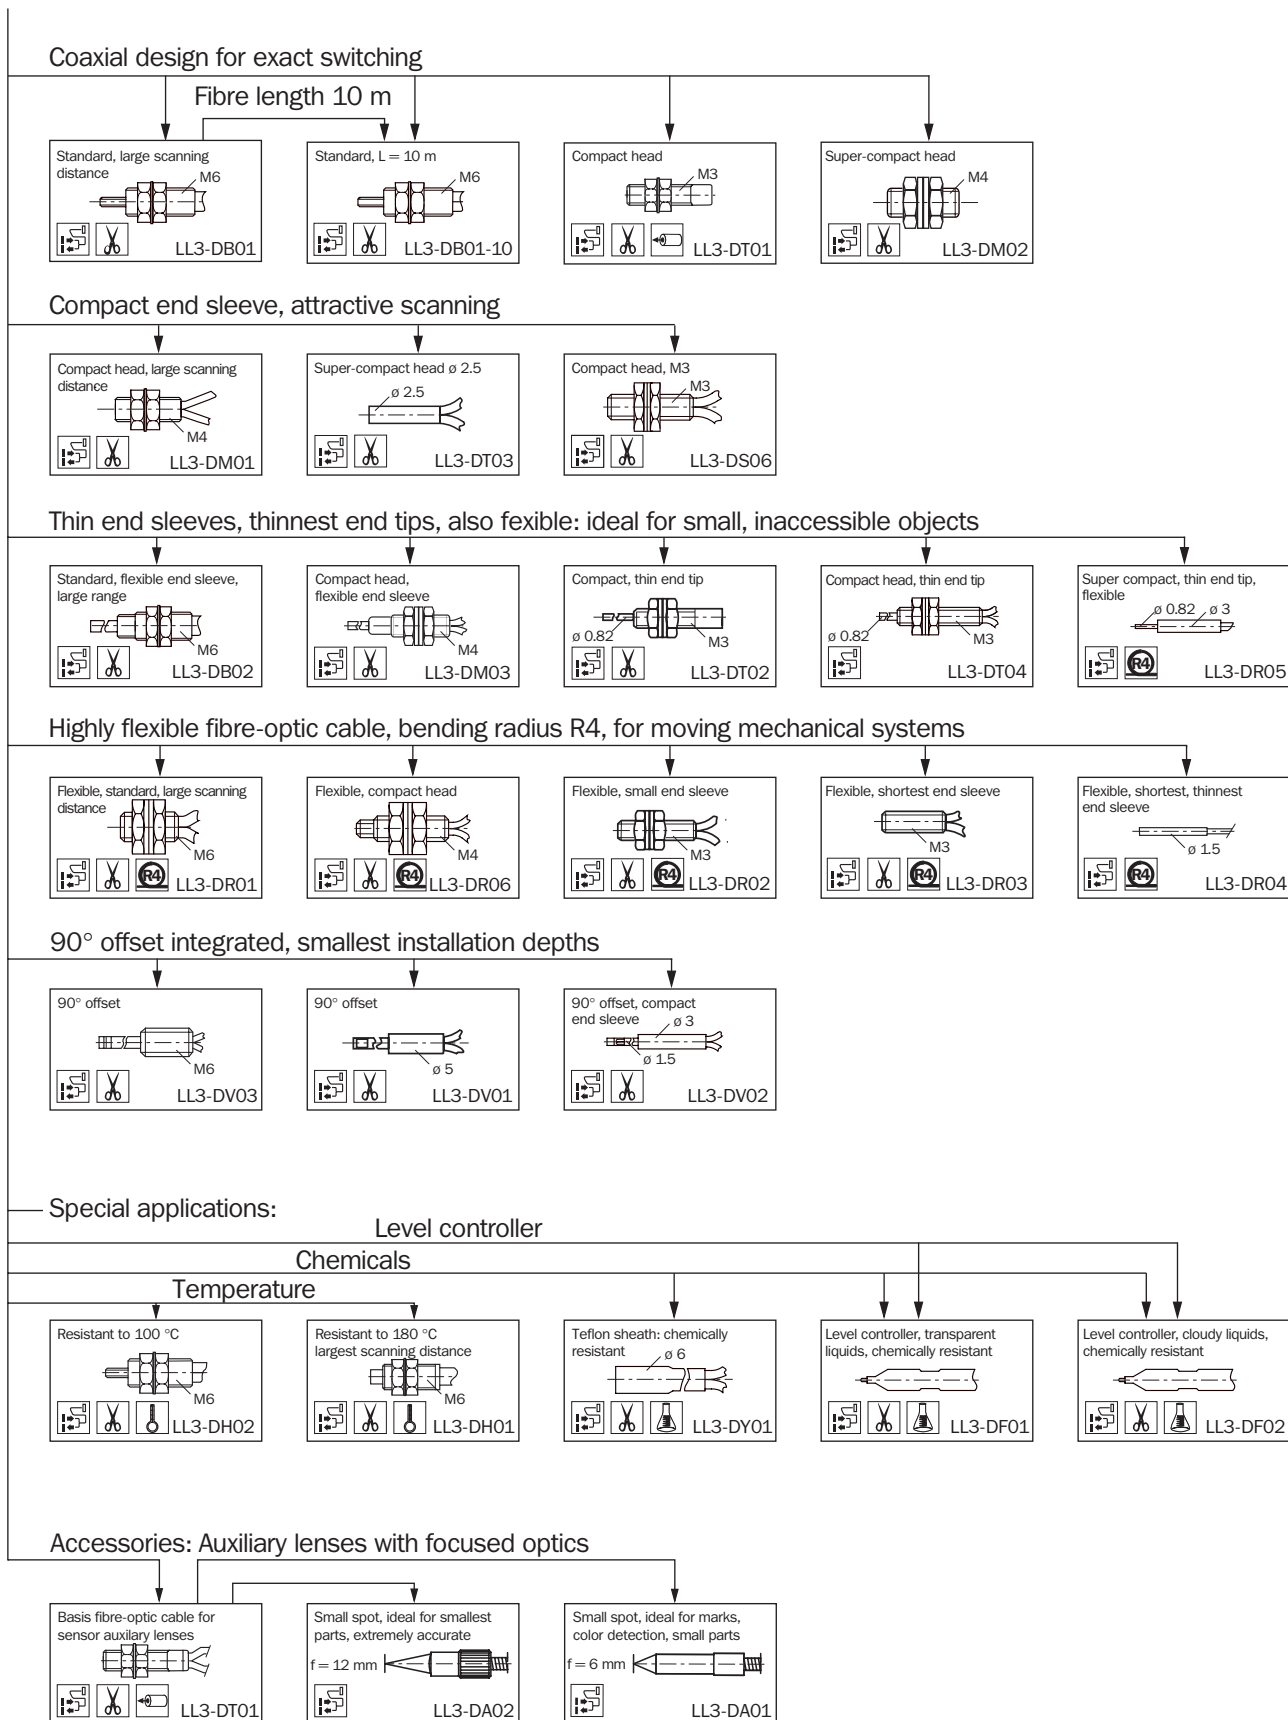 Coaxial design for exact switching
Fibre length 10 m
Standard, large scanning
distance
M6
LL3-DB01
Standard, L = 10 m
M6
LL3-DB01-10
Compact head
M3
LL3-DT01
Super-compact head
M4
LL3-DM02
Compact end sleeve, attractive scanning
Compact head, large scanning
distance
M4
LL3-DM01
Super-compact head ø 2.5
ø 2.5
LL3-DT03
Compact head, M3
M3
LL3-DS06
Thin end sleeves, thinnest end tips, also fexible: ideal for small, inaccessible objects
Standard, flexible end sleeve,
large range
M6
LL3-DB02
Compact head,
flexible end sleeve
M4
LL3-DM03
Compact, thin end tip
ø 0.82
M3
LL3-DT02
Compact head, thin end tip
ø 0.82
M3
LL3-DT04
Super compact, thin end tip,
flexible
ø 0.82 ø 3
R4
LL3-DR05
Highly flexible fibre-optic cable, bending radius R4, for moving mechanical systems
Flexible, standard, large scanning
distance
M6
R4
LL3-DR01
Flexible, compact head
M4
R4
LL3-DR06
Flexible, small end sleeve
M3
R4
LL3-DR02
Flexible, shortest end sleeve
M3
R4
LL3-DR03
Flexible, shortest, thinnest
end sleeve
ø 1.5
R4
LL3-DR04
90° offset integrated, smallest installation depths
90° offset
M6
LL3-DV03
90° offset
ø 5
LL3-DV01
90° offset, compact
end sleeve
ø 3
ø 1.5
LL3-DV02
Special applications:
Level controller
Chemicals
Temperature
Resistant to 100 °C
M6
LL3-DH02
Resistant to 180 °C
largest scanning distance
M6
LL3-DH01
Teflon sheath: chemically
resistant
ø 6
LL3-DY01
Level controller, transparent
liquids, chemically resistant
LL3-DF01
Level controller, cloudy liquids,
chemically resistant
LL3-DF02
Accessories: Auxiliary lenses with focused optics
Basis fibre-optic cable for
sensor auxilary lenses
LL3-DT01
Small spot, ideal for smallest
parts, extremely accurate
f = 12 mm
LL3-DA02
Small spot, ideal for marks,
color detection, small parts
f = 6 mm
LL3-DA01